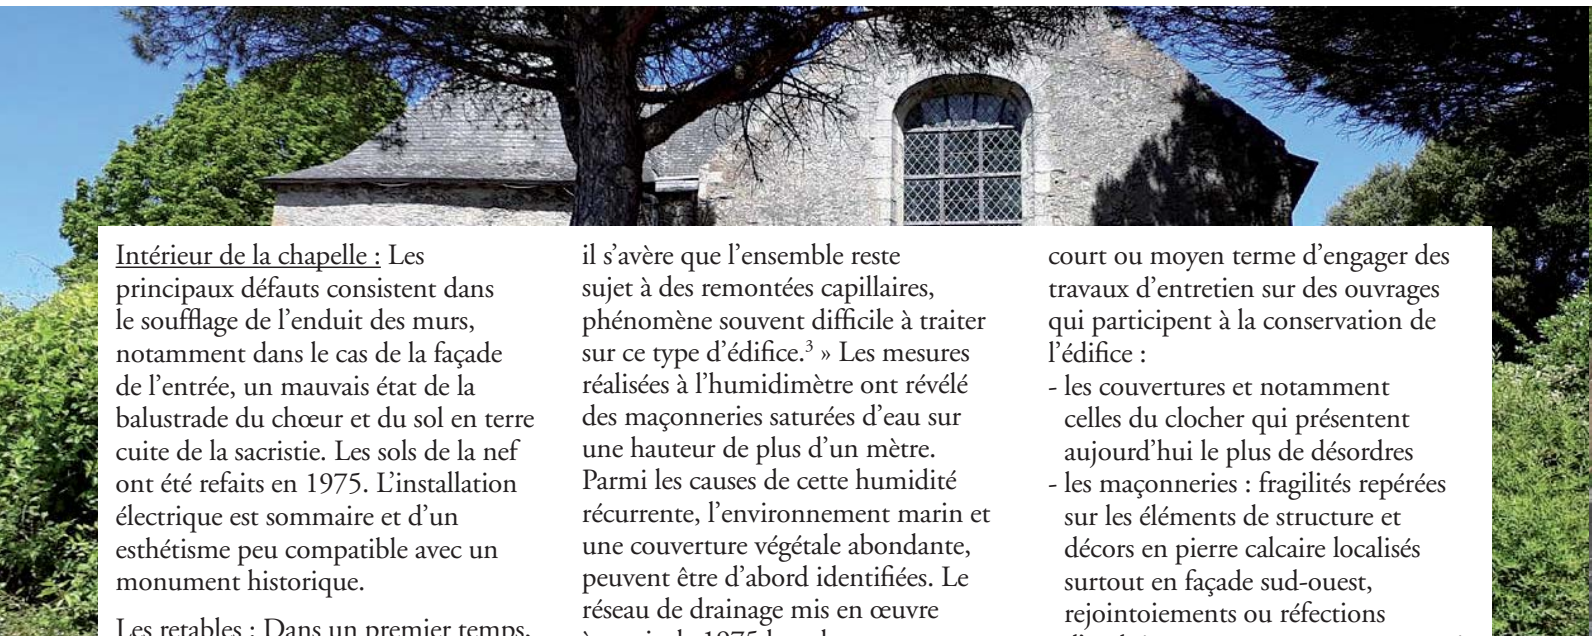 Intérieur de la chapelle : Les
principaux défauts consistent dans
le soufflage de l’enduit des murs,
notamment dans le cas de la façade
de l’entrée, un mauvais état de la
balustrade du chœur et du sol en terre
cuite de la sacristie. Les sols de la nef
ont été refaits en 1975. L’installation
électrique est sommaire et d’un
esthétisme peu compatible avec un
monument historique.
Les retables : Dans un premier temps,
il s’avère que l’ensemble reste
sujet à des remontées capillaires,
phénomène souvent difficile à traiter
sur ce type d’édifice.³ » Les mesures
réalisées à l’humidimètre ont révélé
des maçonneries saturées d’eau sur
une hauteur de plus d’un mètre.
Parmi les causes de cette humidité
récurrente, l’environnement marin et
une couverture végétale abondante,
peuvent être d’abord identifiées. Le
réseau de drainage mis en œuvre
court ou moyen terme d’engager des
travaux d’entretien sur des ouvrages
qui participent à la conservation de
l’édifice :
- les couvertures et notamment
celles du clocher qui présentent
aujourd’hui le plus de désordres
- les maçonneries : fragilités repérées
sur les éléments de structure et
décors en pierre calcaire localisés
surtout en façade sud-ouest,
rejointoiements ou réfections